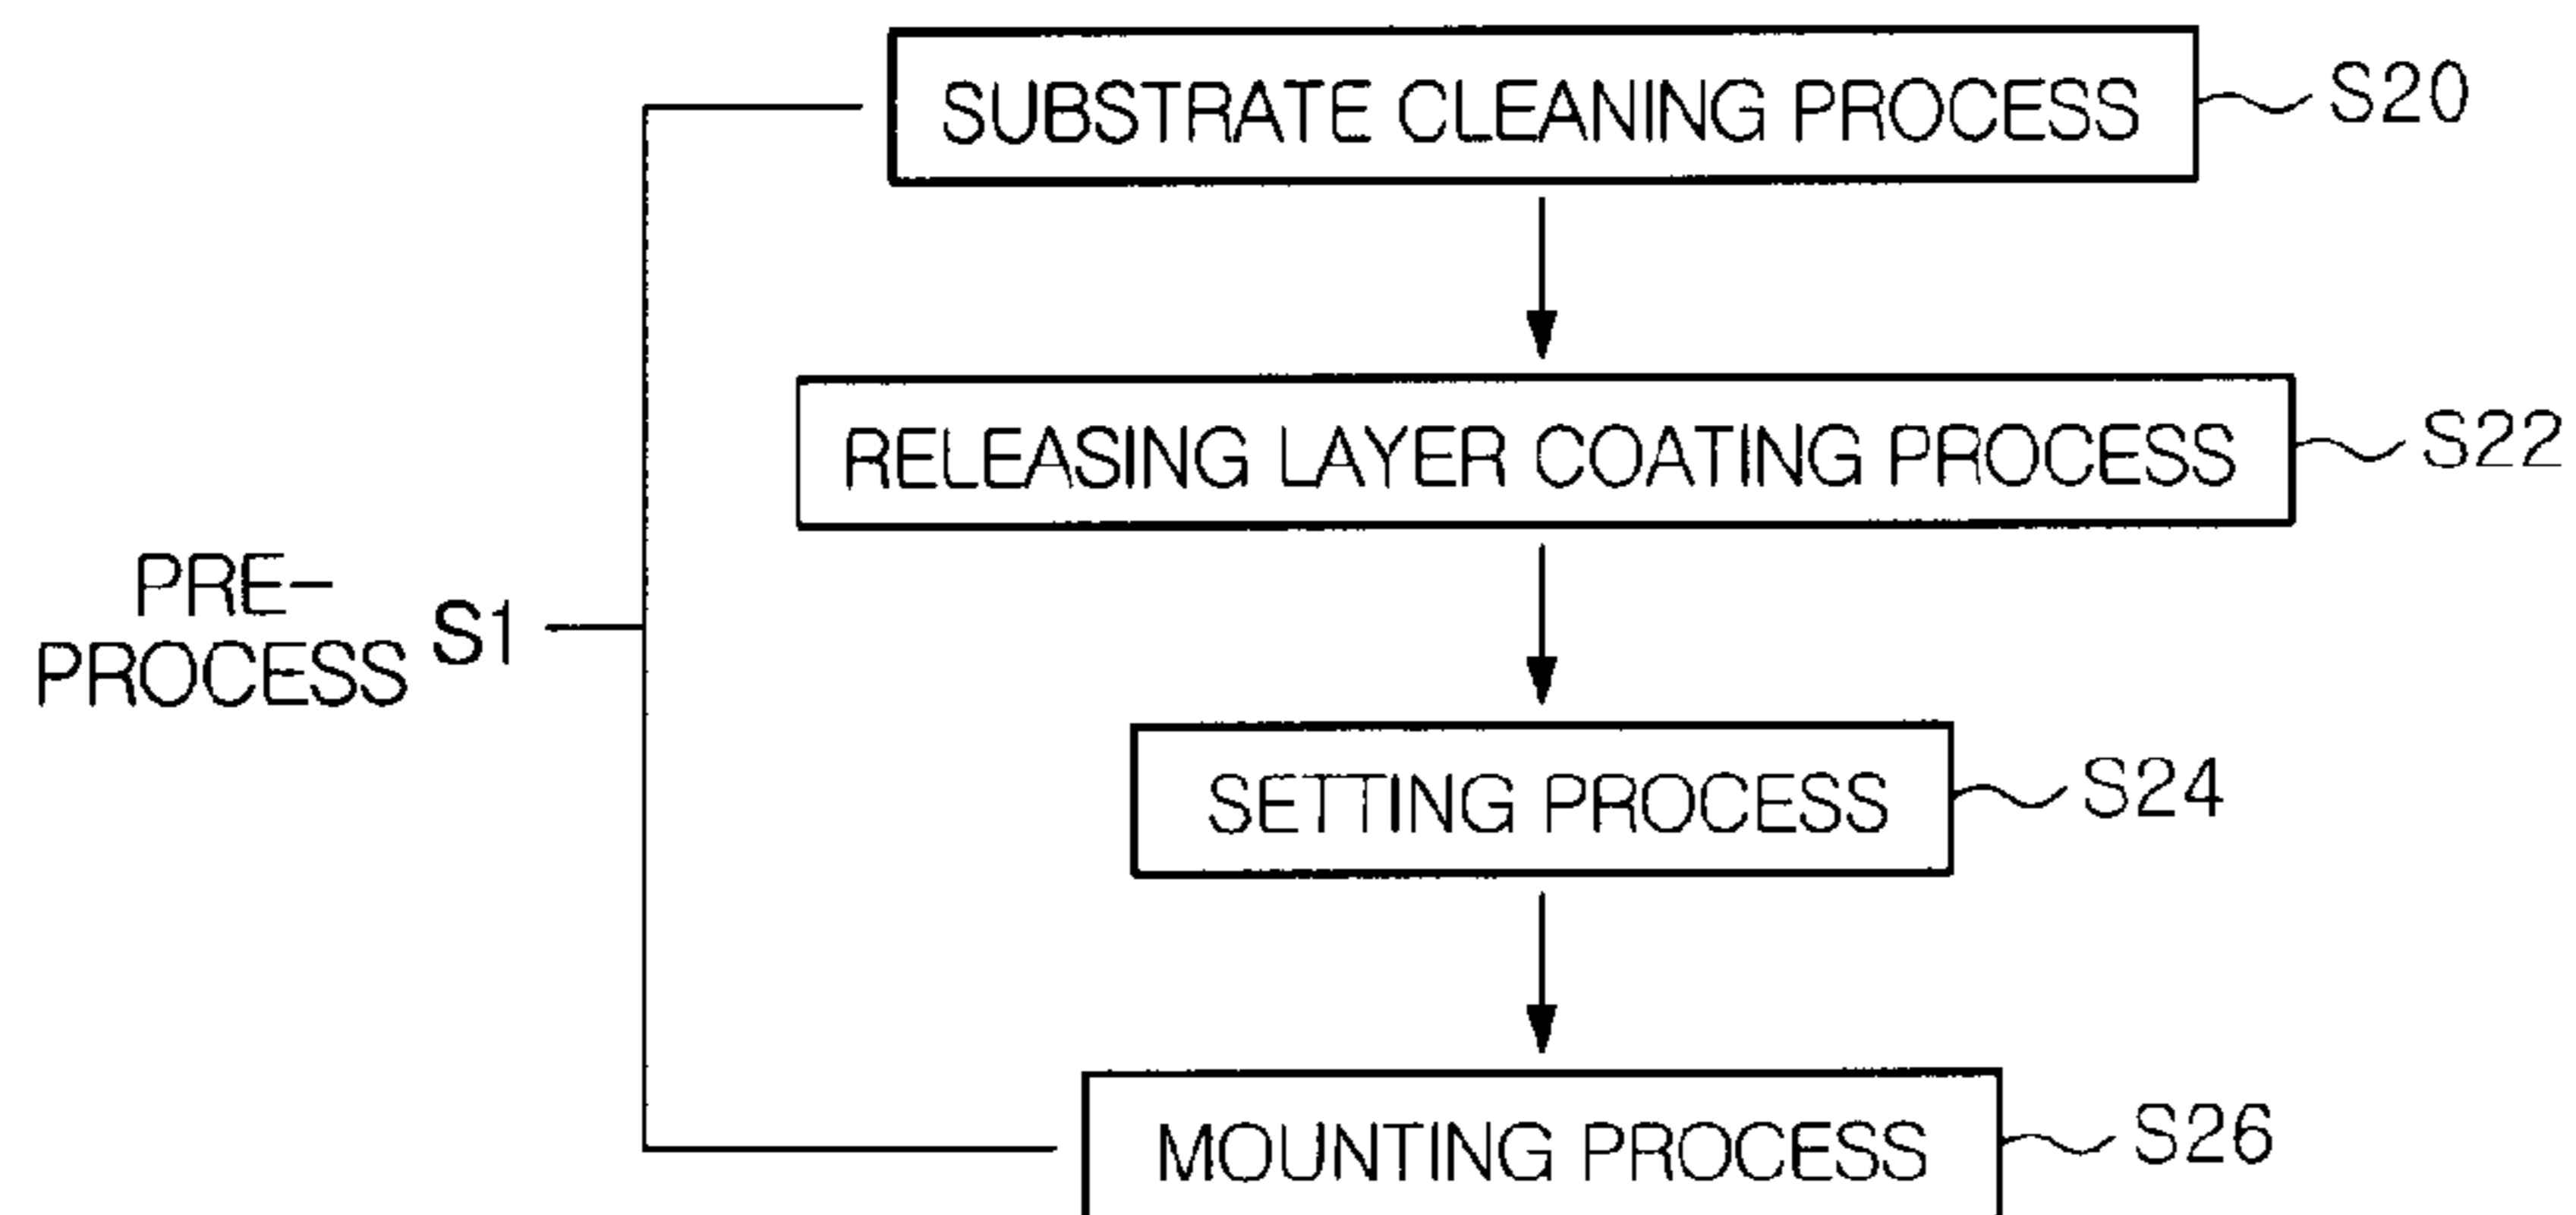 SUBSTRATE CLEANING PROCESS S20
RELEASING LAYER COATING PROCESS S22
PRE-
PROCESS S1
SETTING PROCESS S24
MOUNTING PROCESS S26